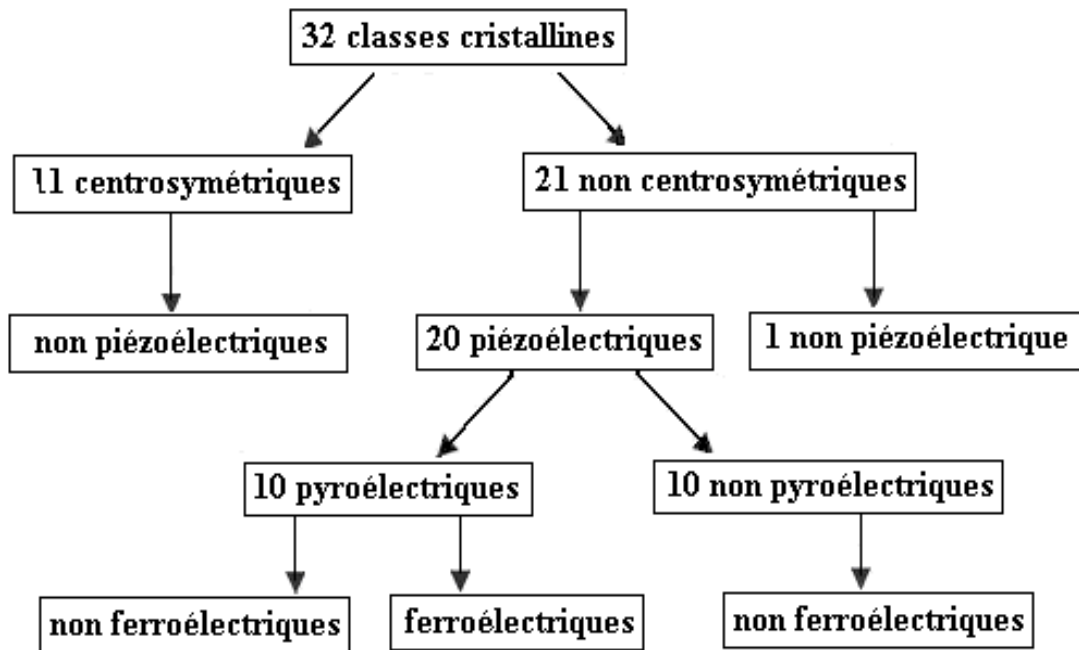 32 classes cristallines
11 centrosymétriques
21 non centrosymétriques
non piézoélectriques
20 piézoélectriques
1 non piézoélectrique
10 pyroélectriques
10 non pyroélectriques
non ferroélectriques
ferroélectriques
non ferroélectriques